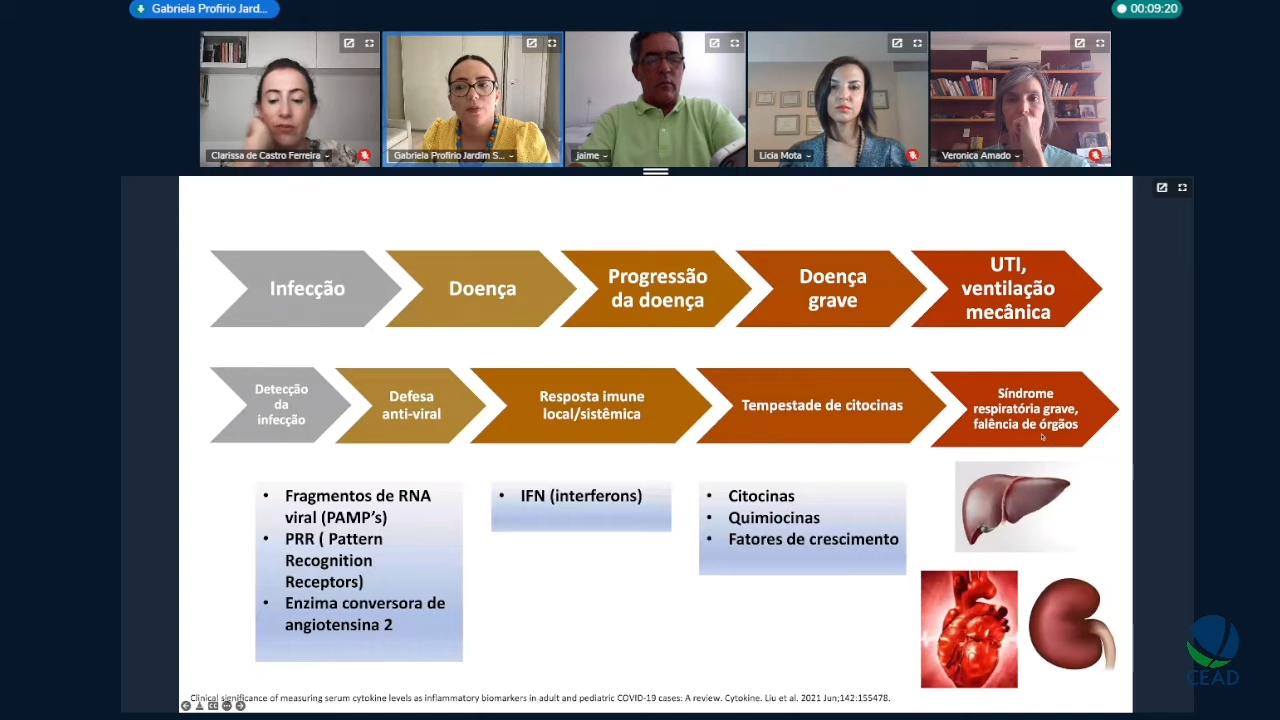 Gabriela Profirio Jard...
00:09:20
Clarissa de Castro Ferreira
Gabriela Profirio Jardim S...
jaime
Licia Mota
Veronica Amado
Infecção
Doença
Progressão
da doença
Doença
grave
UTI,
ventilação
mecânica
Detecção
da
infecção
Defesa
anti-viral
Resposta imune
local/sistêmica
Tempestade de citocinas
Síndrome
respiratória grave,
falência de órgãos
• Fragmentos de RNA
viral (PAMP’s)
• PRR ( Pattern
Recognition
Receptors)
• Enzima conversora de
angiotensina 2
• IFN (interferons)
• Citocinas
• Quimiocinas
• Fatores de crescimento
Clinical significance of measuring serum cytokine levels as inflammatory biomarkers in adult and pediatric COVID-19 cases: A review. Cytokine. Liu et al. 2021 Jun;142:155478.
CEAD